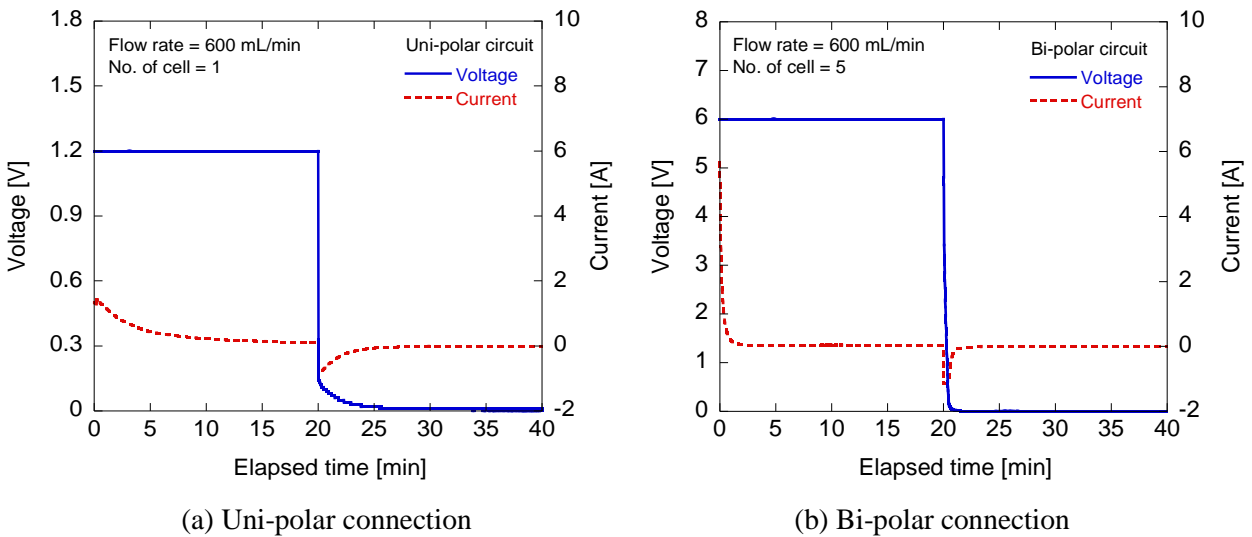 1.8
1.5
1.2
0.9
0.6
0.3
0
Voltage [V]
Flow rate = 600 mL/min
No. of cell = 1
Uni-polar circuit
Voltage
Current
10
8
6
4
2
0
-2
Current [A]
0 5 10 15 20 25 30 35 40
Elapsed time [min]
(a) Uni-polar connection
8
7
6
5
4
3
2
1
0
Voltage [V]
Flow rate = 600 mL/min
No. of cell = 5
Bi-polar circuit
Voltage
Current
10
8
6
4
2
0
-2
Current [A]
0 5 10 15 20 25 30 35 40
Elapsed time [min]
(b) Bi-polar connection